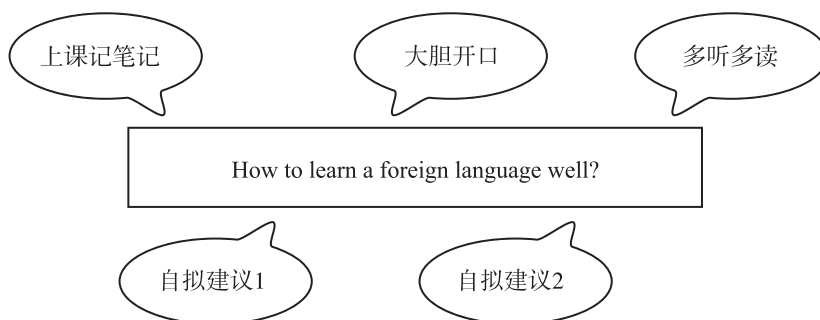 上课记笔记
大胆开口
多听多读
How to learn a foreign language well?
自拟建议1
自拟建议2